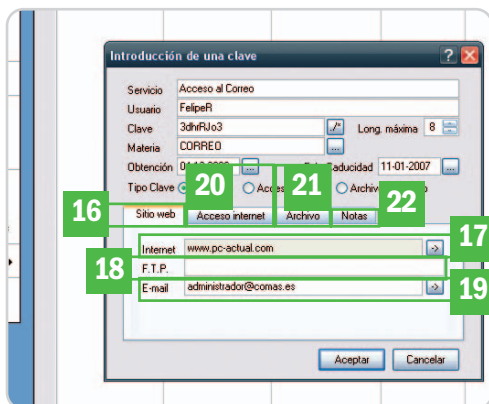 Introducción de una clave
Servicio Acceso al Correo
Usuario FelipeR
Clave 3dhrRJo3 Long. máxima 8
Materia CORREO
Obtención Caducidad 11-01-2007
Tipo Clave
16 20 21 22
Sitio web Acceso internet Archivo Notas
Internet www.pc-actual.com 17
18 F.T.P.
E-mail administrador@comas.es 19
Aceptar Cancelar